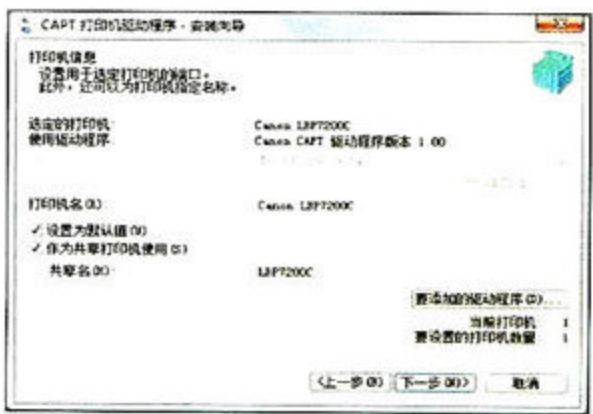 CAPT 打印机驱动程序 - 安装向导
打印机信息
设置用于选定打印机的端口。
此外，还可以为打印机指定名称。
选定的打印机: Canon LBP7200C
使用驱动程序: Canon CAPT 驱动程序版本 1.00
打印机名(R) Canon LBP7200C
✓ 设置为默认值(V)
✓ 作为共享打印机使用(S)
共享名(H): LBP7200C
要添加的驱动程序(D)...
当前打印机: 1
要设置的打印机数量: 1
<上一步(B) 下一步(N)> 取消